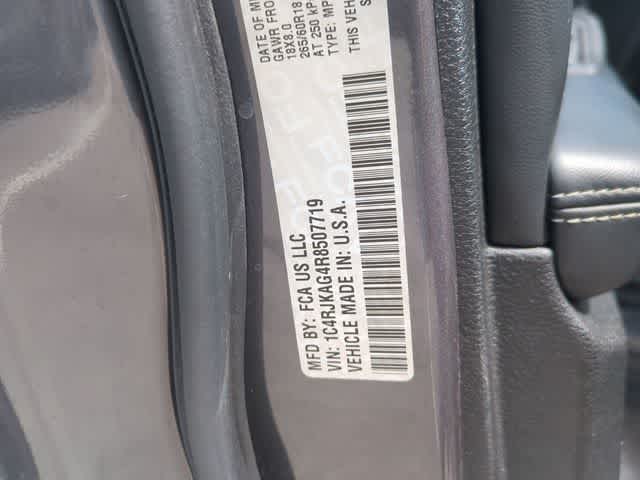 DATE OF M
GAWR FRO
18X8.0
265/60R18
AT 250 kP
TYPE: MP
THIS VEHIC
MFD BY: FCA US LLC
VIN: 1C4RJKAG4R8507719
VEHICLE MADE IN: U.S.A.